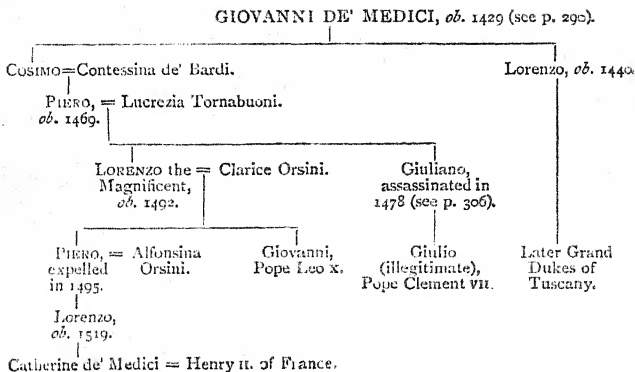 GIOVANNI DE' MEDICI, ob. 1429 (see p. 290).
COSIMO=Contessina de' Bardi.
Lorenzo, ob. 1440.
PIERO, = Lucrezia Tornabuoni.
ob. 1469.
LORENZO the = Clarice Orsini.
Magnificent,
ob. 1492.
Giuliano,
assassinated in
1478 (see p. 306).
PIERO, = Alfonsina
expelled Orsini.
in 1495.
Giovanni,
Pope Leo X.
Giulio
(illegitimate),
Pope Clement VII.
Later Grand
Dukes of
Tuscany.
Lorenzo,
ob. 1519.
Catherine de' Medici = Henry II. of France.